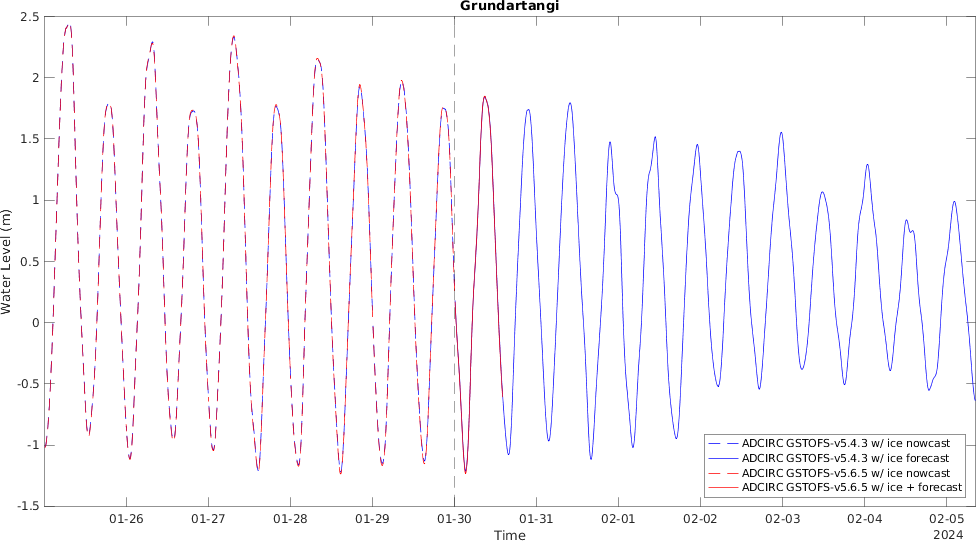 Grundartangi
2.5
2
1.5
1
0.5
0
-0.5
-1
-1.5
Water Level (m)
01-26 01-27 01-28 01-29 01-30 01-31 02-01 02-02 02-03 02-04 02-05
2024
Time
ADCIRC GSTOFS-v5.4.3 w/ ice nowcast
ADCIRC GSTOFS-v5.4.3 w/ ice forecast
ADCIRC GSTOFS-v5.6.5 w/ ice nowcast
ADCIRC GSTOFS-v5.6.5 w/ ice + forecast